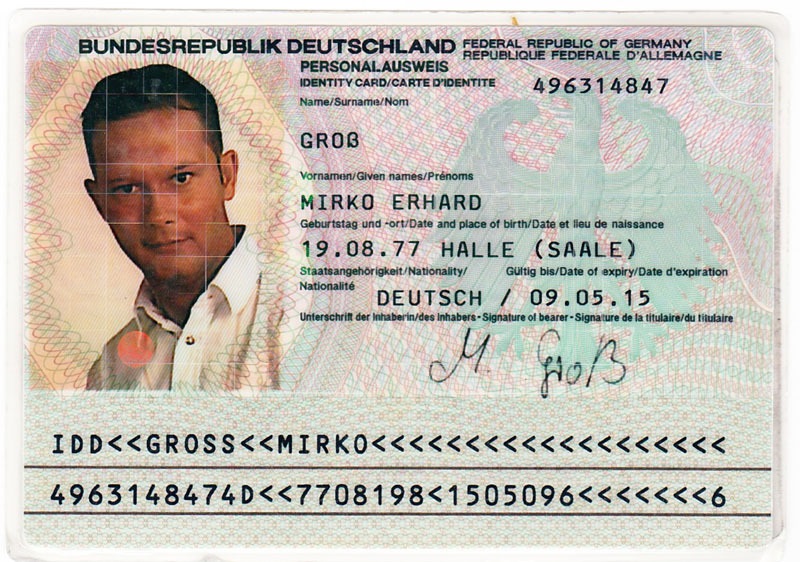 BUNDESREPUBLIK DEUTSCHLAND FEDERAL REPUBLIC OF GERMANY
REPUBLIQUE FEDERALE D'ALLEMAGNE
PERSONALAUSWEIS
IDENTITY CARD/CARTE D'IDENTITE 496314847
Name/Surname/Nom
GROß
Vornamen/Given names/Prénoms
MIRKO ERHARD
Geburtstag und -ort/Date and place of birth/Date et lieu de naissance
19.08.77 HALLE (SAALE)
Staatsangehörigkeit/Nationality/ Gültig bis/Date of expiry/Date d'expiration
Nationalité
DEUTSCH / 09.05.15
Unterschrift der Inhaberin/des Inhabers - Signature of bearer - Signature de la titulaire/du titulaire
M. Groß
IDD<<GROSS<<MIRKO<<<<<<<<<<<<<<<<<<<
4963148474D<<7708198<1505096<<<<<<<6